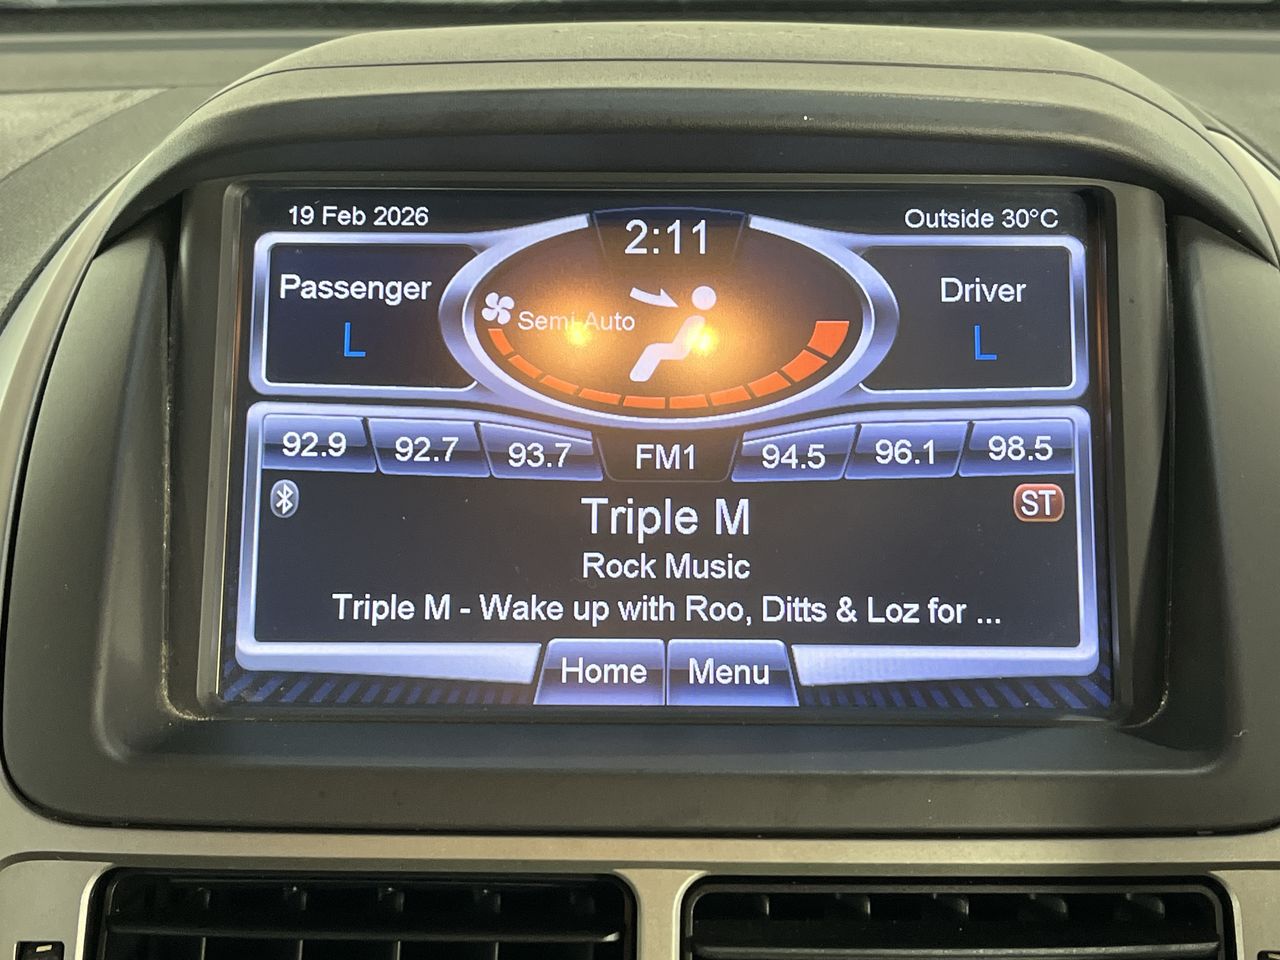 19 Feb 2026
2:11
Outside 30°C
Passenger
L
Semi Auto
Driver
L
92.9 92.7 93.7 FM1 94.5 96.1 98.5
ST
Triple M
Rock Music
Triple M - Wake up with Roo, Ditts & Loz for ...
Home Menu